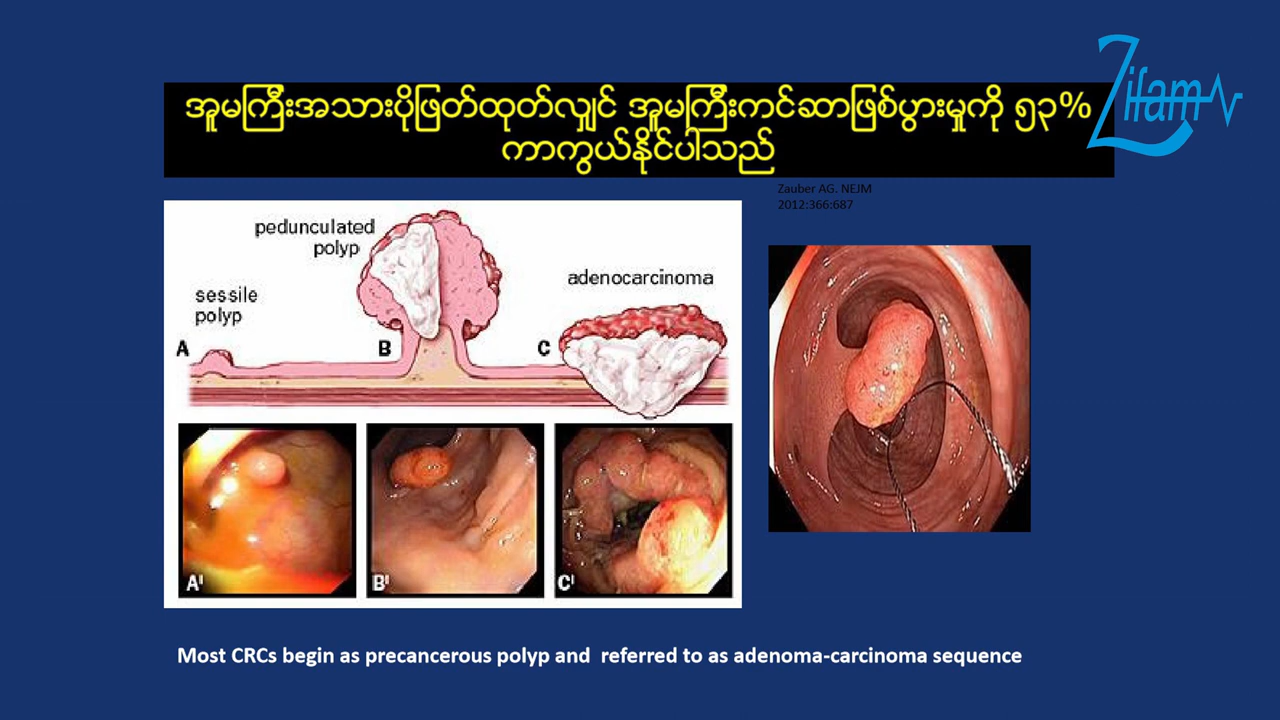 Zifam
အူမကြီးအသားပိုဖြတ်ထုတ်လျှင် အူမကြီးကင်ဆာဖြစ်ပွားမှုကို ၅၃%
ကာကွယ်နိုင်ပါသည်
Zauber AG. NEJM
2012:366:687
pedunculated
polyp
adenocarcinoma
sessile
polyp
A
B
C
A'
B'
C'
Most CRCs begin as precancerous polyp and  referred to as adenoma-carcinoma sequence